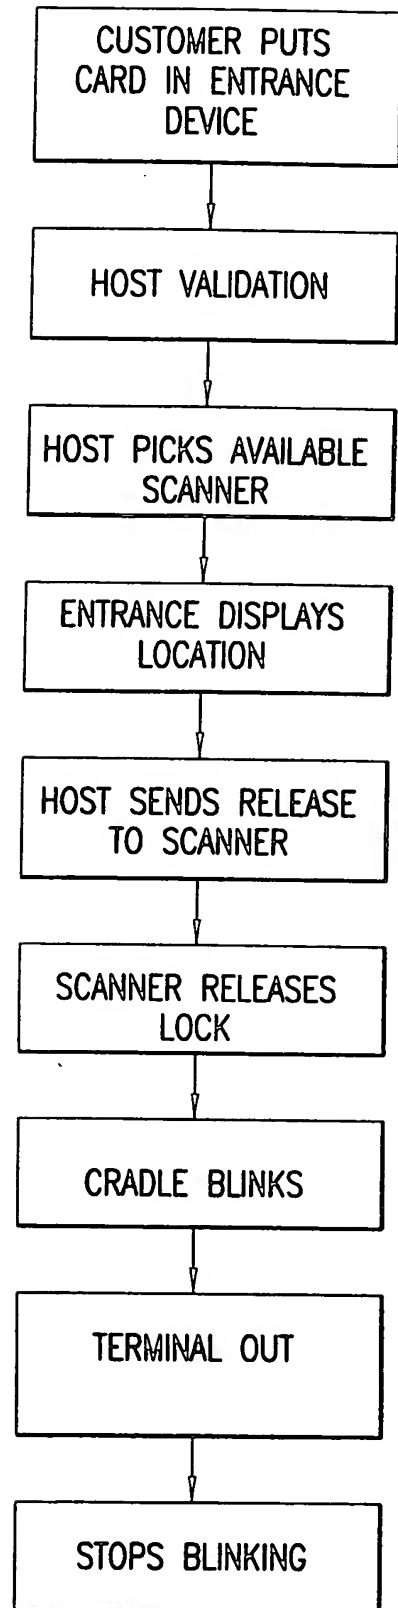 CUSTOMER PUTS
CARD IN ENTRANCE
DEVICE
HOST VALIDATION
HOST PICKS AVAILABLE
SCANNER
ENTRANCE DISPLAYS
LOCATION
HOST SENDS RELEASE
TO SCANNER
SCANNER RELEASES
LOCK
CRADLE BLINKS
TERMINAL OUT
STOPS BLINKING